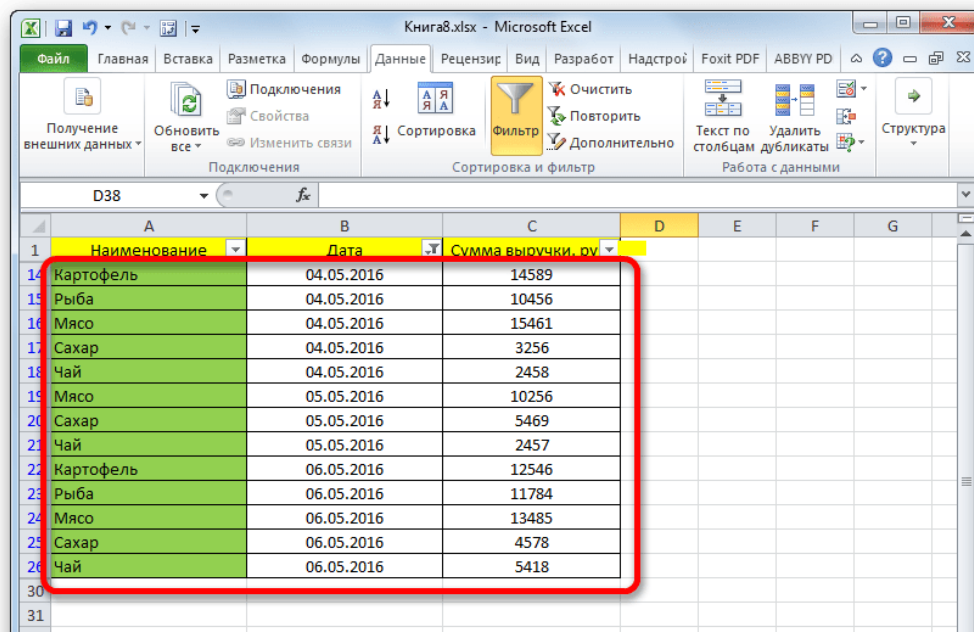 Книга8.xlsx - Microsoft Excel
Файл Главная Вставка Разметка Формулы Данные Рецензир Вид Разработ Надстрой Foxit PDF ABBYY PD
Получение внешних данных
Обновить все
Подключения
Свойства
Изменить связи
Подключения
Сортировка
Фильтр
Очистить
Повторить
Дополнительно
Сортировка и фильтр
Текст по столбцам
Удалить дубликаты
Работа с данными
Структура
D38 fx
A B C D E F G
1 Наименование Дата Сумма выручки, ру
14 Картофель 04.05.2016 14589
15 Рыба 04.05.2016 10456
16 Мясо 04.05.2016 15461
17 Сахар 04.05.2016 3256
18 Чай 04.05.2016 2458
19 Мясо 05.05.2016 10256
20 Сахар 05.05.2016 5469
21 Чай 05.05.2016 2457
22 Картофель 06.05.2016 12546
23 Рыба 06.05.2016 11784
24 Мясо 06.05.2016 13485
25 Сахар 06.05.2016 4578
26 Чай 06.05.2016 5418
30
31